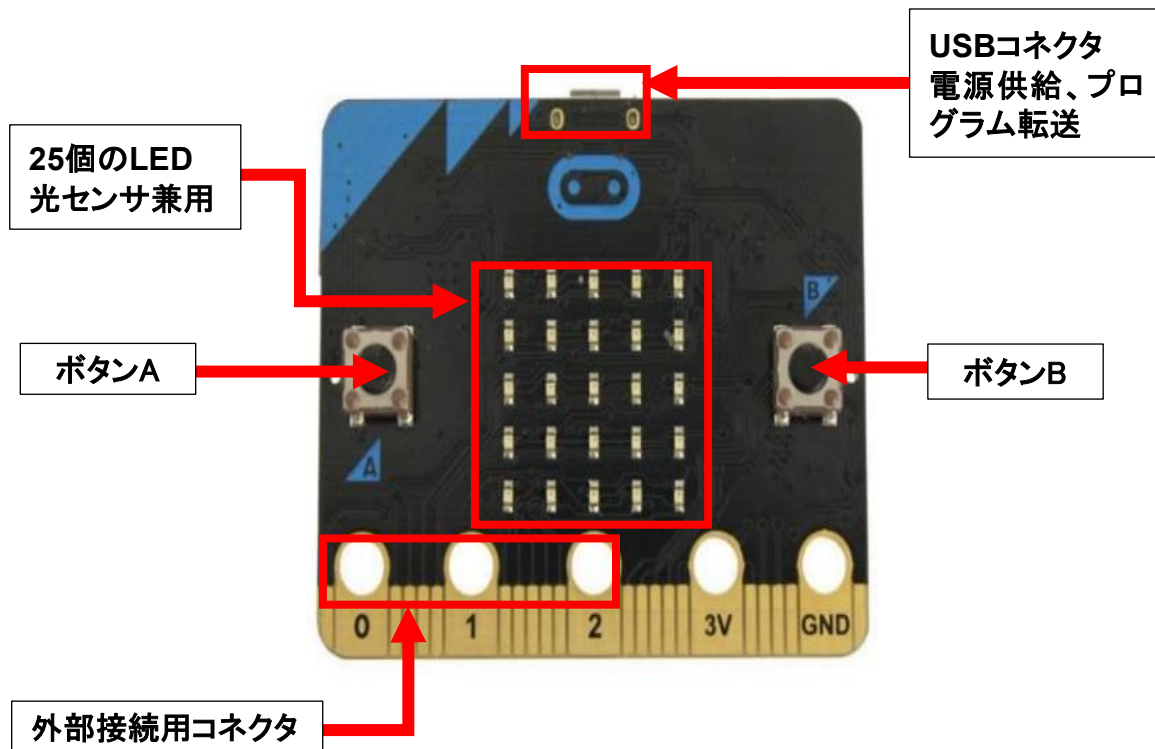 USBコネクタ
電源供給、プロ
グラム転送
25個のLED
光センサ兼用
B
ボタンA
ボタンB
A
0
1
2
3V
GND
外部接続用コネクタ